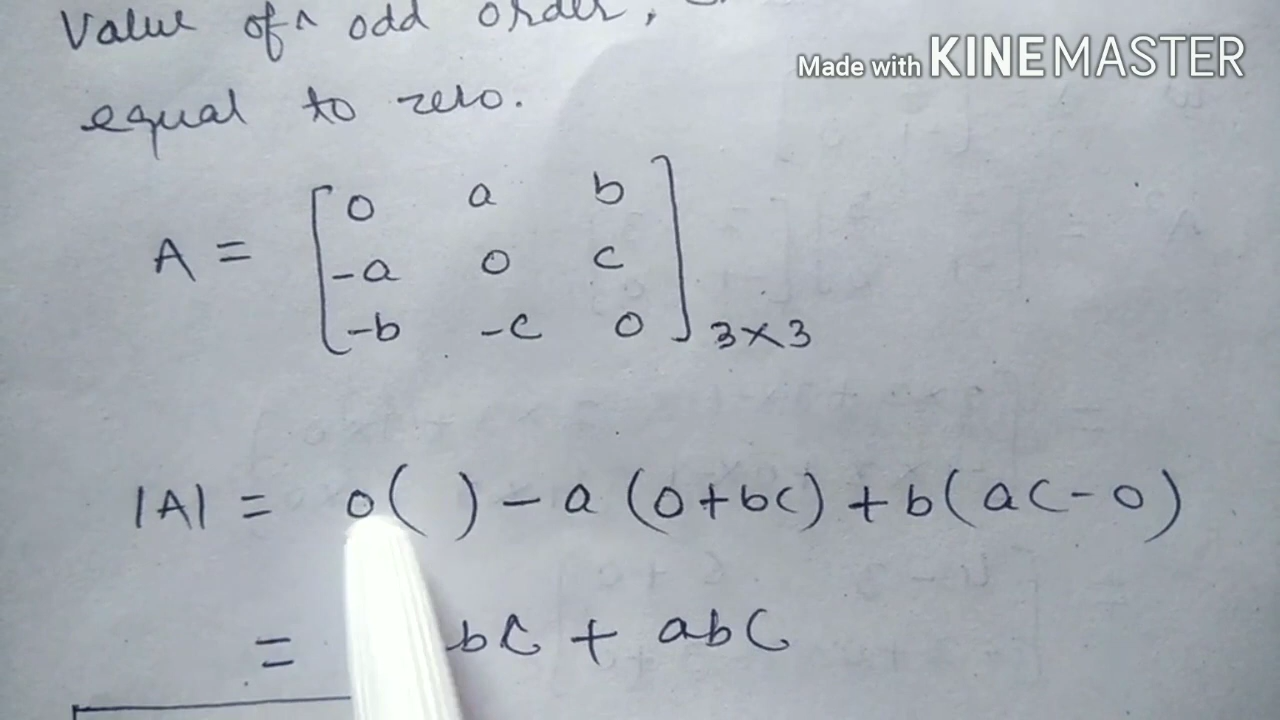 Value of ^ odd order,
Made with KINEMASTER
equal to zero.
A = [ 0 a b
-a 0 c
-b -c 0 ] 3×3
|A| = 0( ) - a (0+bc) + b(ac-0)
= bc + abc